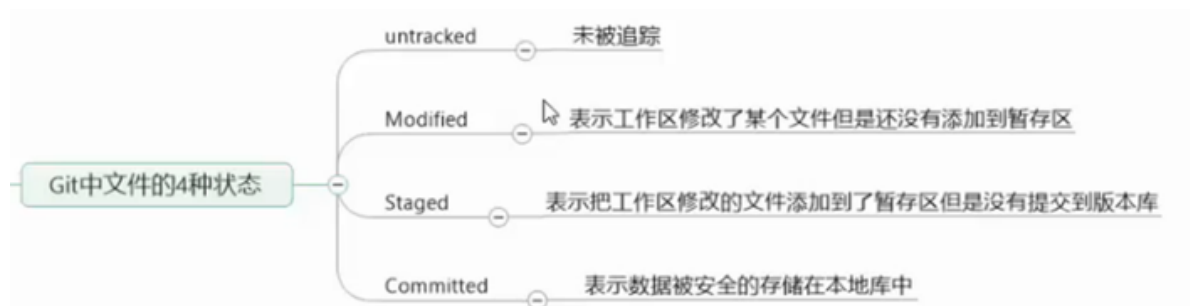 untracked
未被追踪
Modified
表示工作区修改了某个文件但是还没有添加到暂存区
Git中文件的4种状态
Staged
表示把工作区修改的文件添加到了暂存区但是没有提交到版本库
Committed
表示数据被安全的存储在本地库中